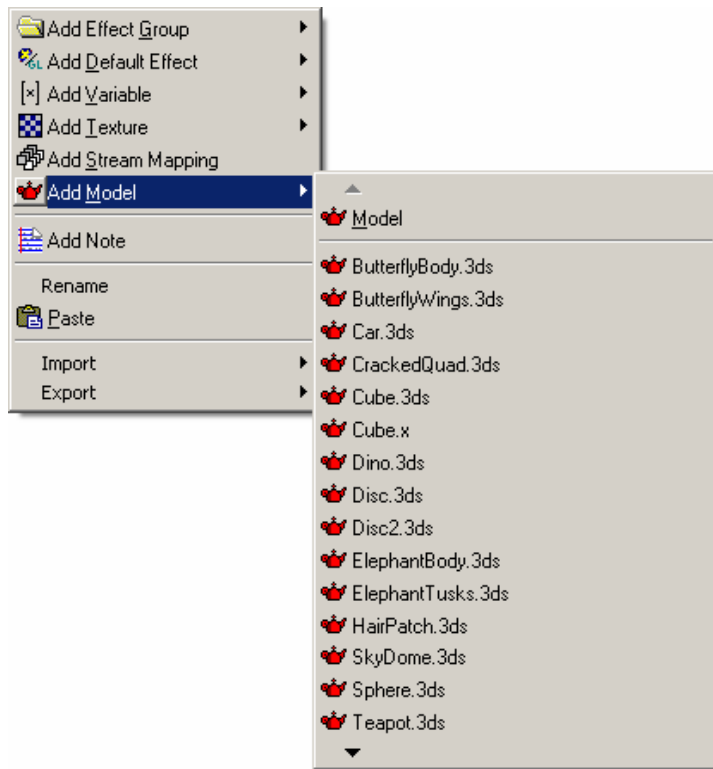 Add Effect Group
Add Default Effect
Add Variable
Add Texture
Add Stream Mapping
Add Model
Add Note
Rename
Paste
Import
Export
Model
ButterflyBody.3ds
ButterflyWings.3ds
Car.3ds
CrackedQuad.3ds
Cube.3ds
Cube.x
Dino.3ds
Disc.3ds
Disc2.3ds
ElephantBody.3ds
ElephantTusks.3ds
HairPatch.3ds
SkyDome.3ds
Sphere.3ds
Teapot.3ds